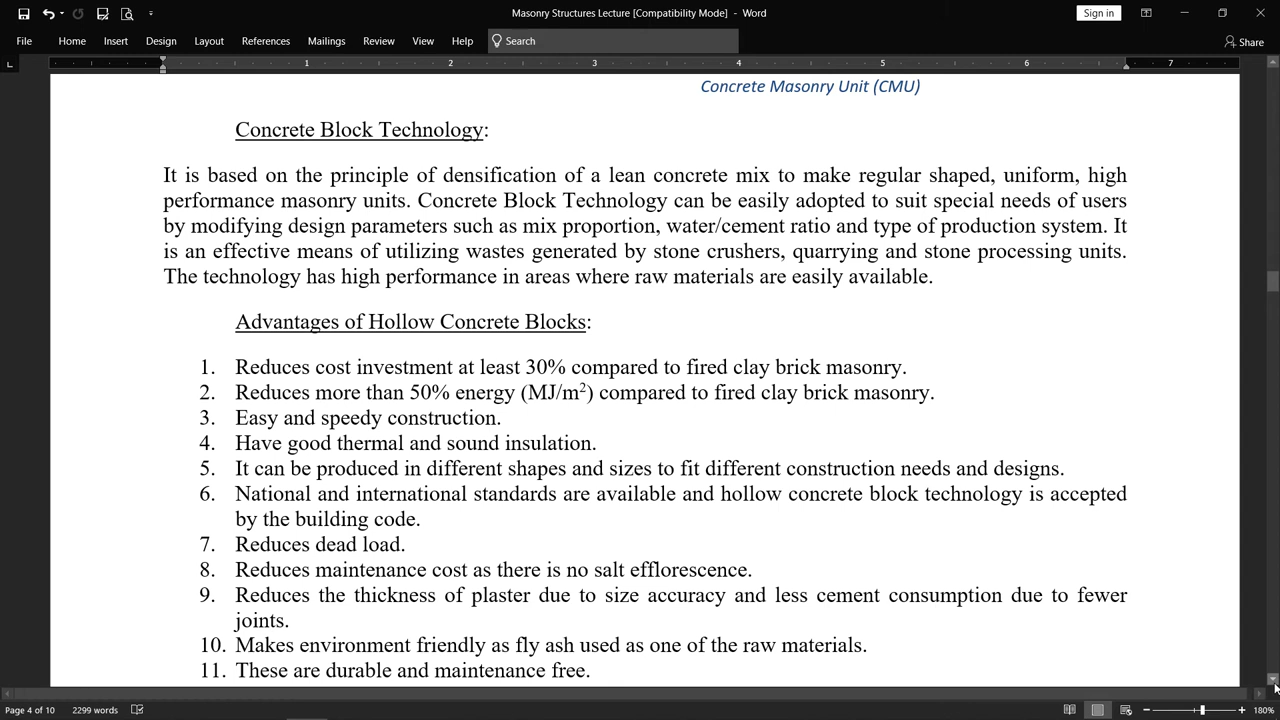 Masonry Structures Lecture [Compatibility Mode] - Word
Sign in
File Home Insert Design Layout References Mailings Review View Help Search Share
1 2 3 4 5 6 7
Concrete Masonry Unit (CMU)
Concrete Block Technology:
It is based on the principle of densification of a lean concrete mix to make regular shaped, uniform, high
performance masonry units. Concrete Block Technology can be easily adopted to suit special needs of users
by modifying design parameters such as mix proportion, water/cement ratio and type of production system. It
is an effective means of utilizing wastes generated by stone crushers, quarrying and stone processing units.
The technology has high performance in areas where raw materials are easily available.
Advantages of Hollow Concrete Blocks:
1. Reduces cost investment at least 30% compared to fired clay brick masonry.
2. Reduces more than 50% energy (MJ/m²) compared to fired clay brick masonry.
3. Easy and speedy construction.
4. Have good thermal and sound insulation.
5. It can be produced in different shapes and sizes to fit different construction needs and designs.
6. National and international standards are available and hollow concrete block technology is accepted
by the building code.
7. Reduces dead load.
8. Reduces maintenance cost as there is no salt efflorescence.
9. Reduces the thickness of plaster due to size accuracy and less cement consumption due to fewer
joints.
10. Makes environment friendly as fly ash used as one of the raw materials.
11. These are durable and maintenance free.
Page 4 of 10 2299 words 180%